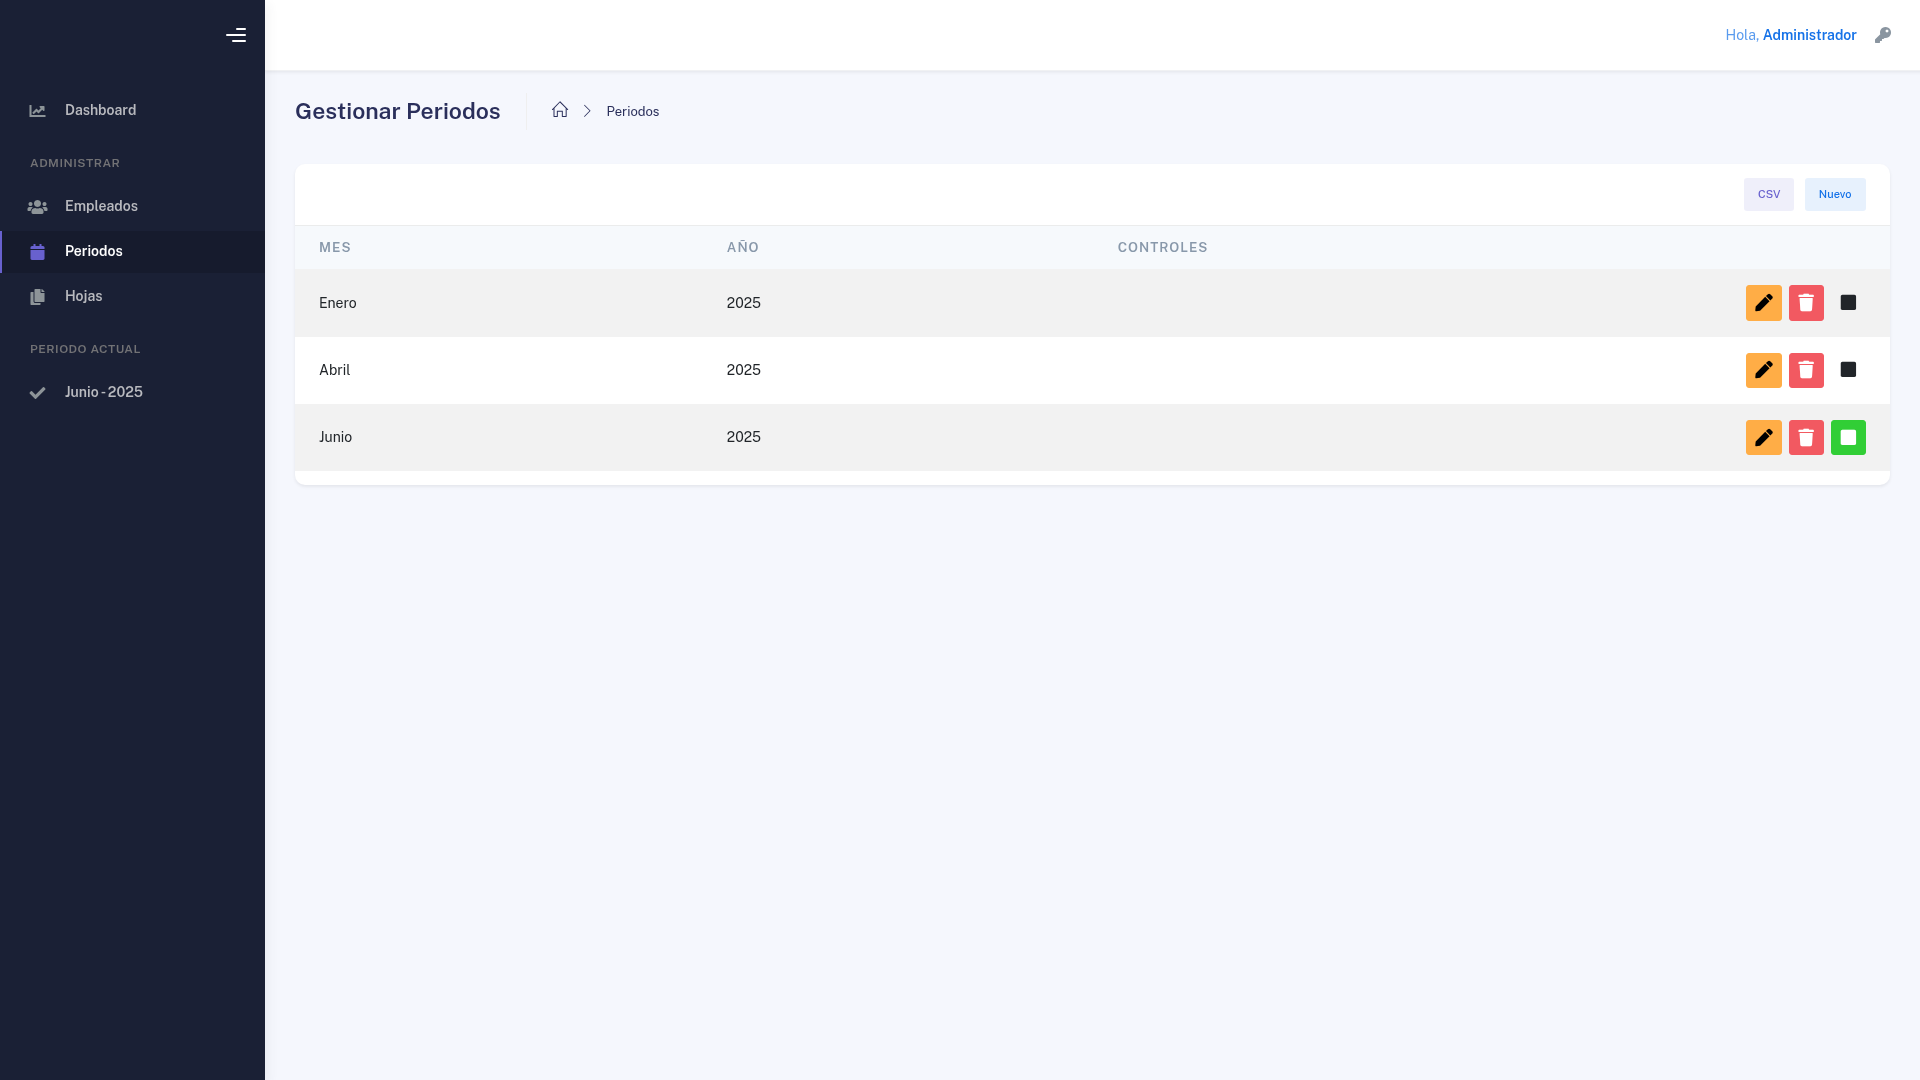 Hola, Administrador
Dashboard
ADMINISTRAR
Empleados
Periodos
Hojas
PERIODO ACTUAL
Junio - 2025
Gestionar Periodos
Periodos
CSV
Nuevo
MES AÑO CONTROLES
Enero 2025
Abril 2025
Junio 2025